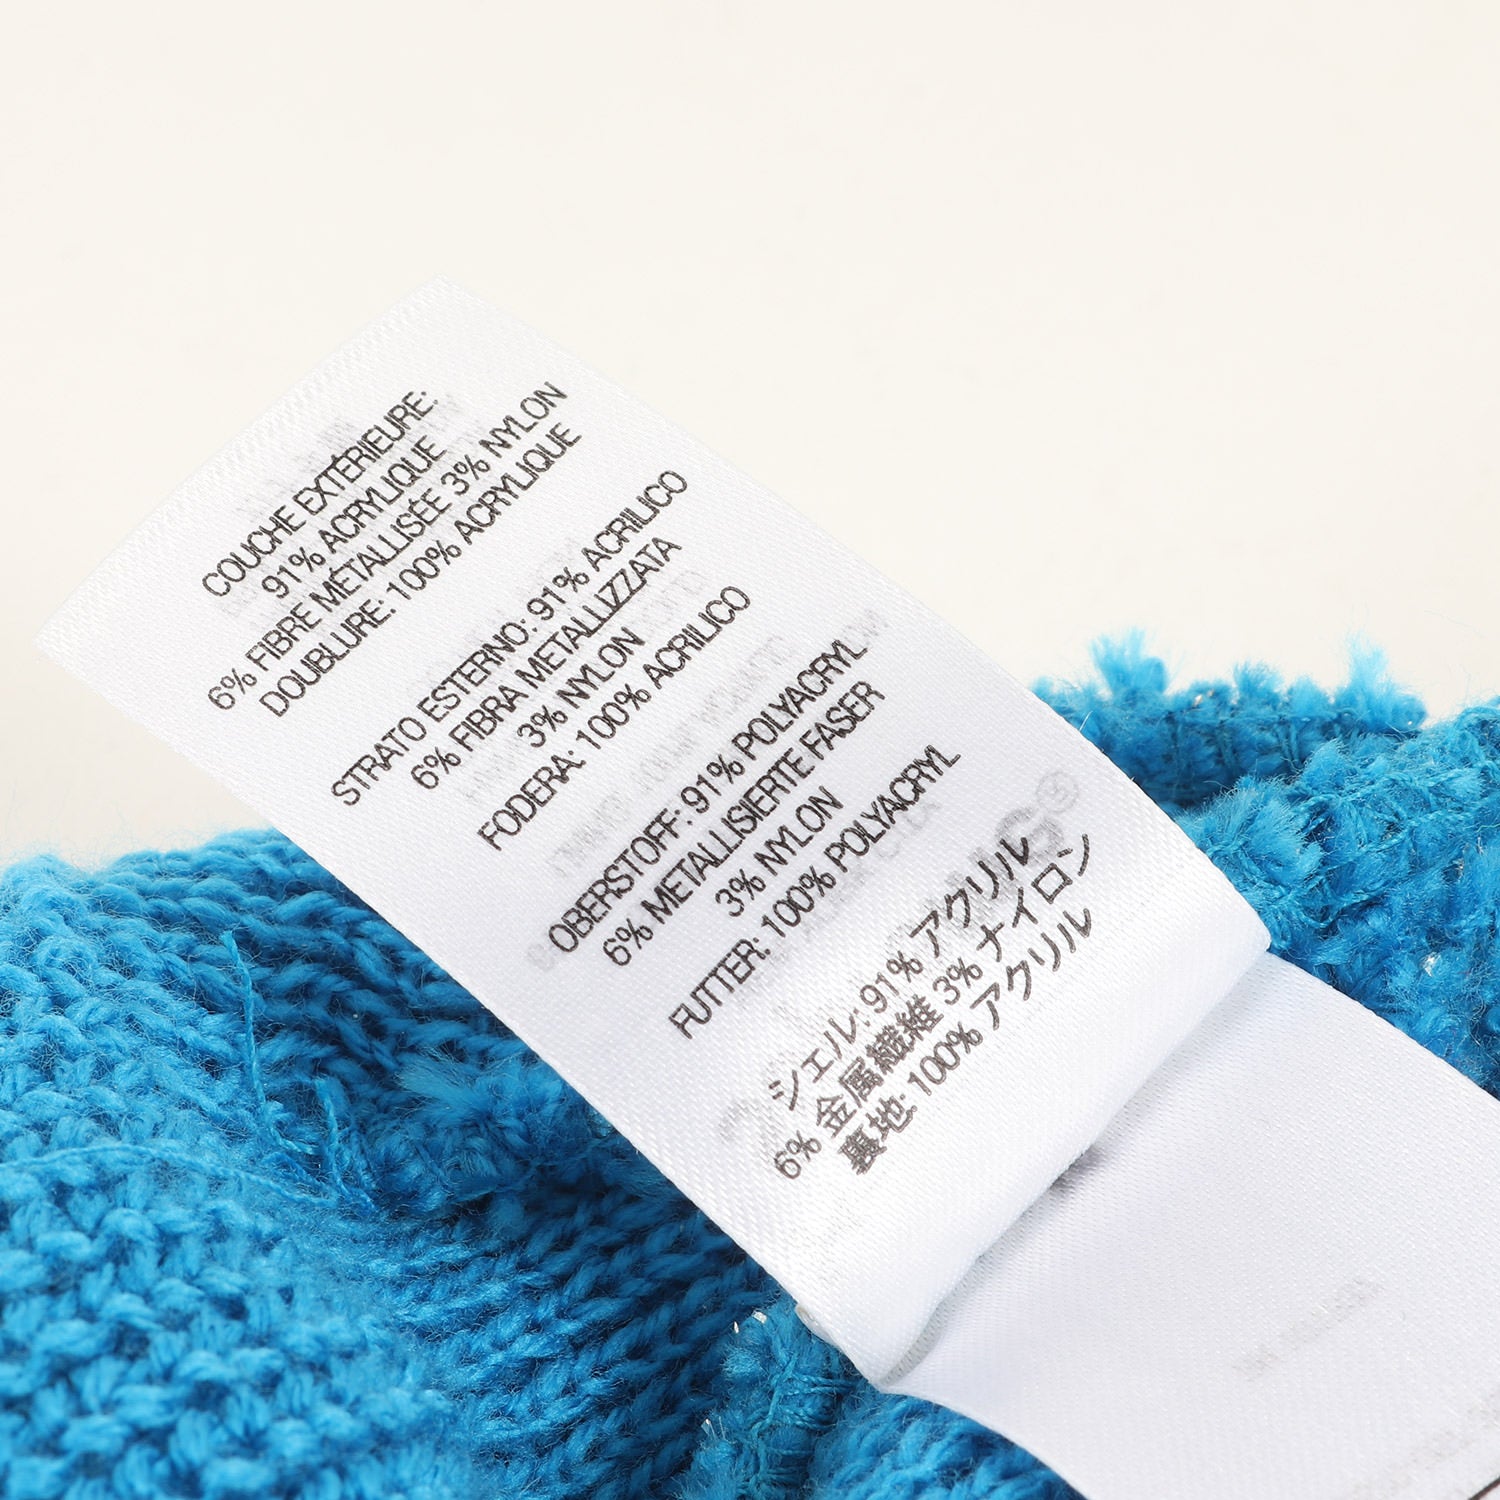 COUCHE EXTÉRIEURE:
91% ACRYLIQUE
6% FIBRE MÉTALLISÉE 3% NYLON
DOUBLURE: 100% ACRYLIQUE
STRATO ESTERNO: 91% ACRILICO
6% FIBRA METALLIZZATA
3% NYLON
FODERA: 100% ACRILICO
OBERSTOFF: 91% POLYACRYL
6% METALLISIERTE FASER
3% NYLON
FUTTER: 100% POLYACRYL
シェル: 91% アクリル
6% 金属繊維 3% ナイロン
裏地: 100% アクリル